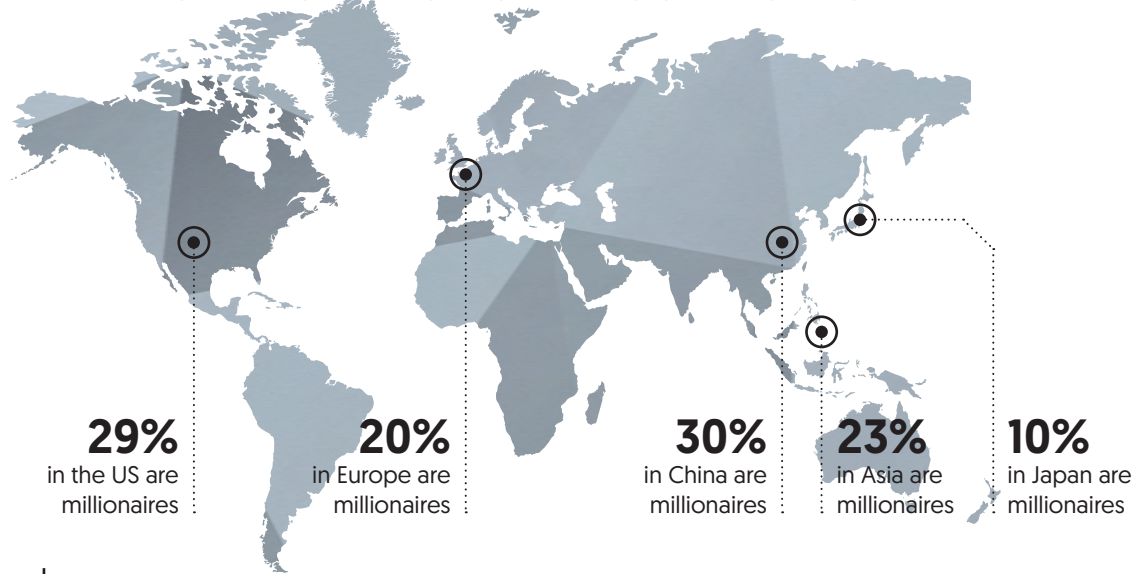 29%
in the US are
millionaires
20%
in Europe are
millionaires
30%
in China are
millionaires
23%
in Asia are
millionaires
10%
in Japan are
millionaires